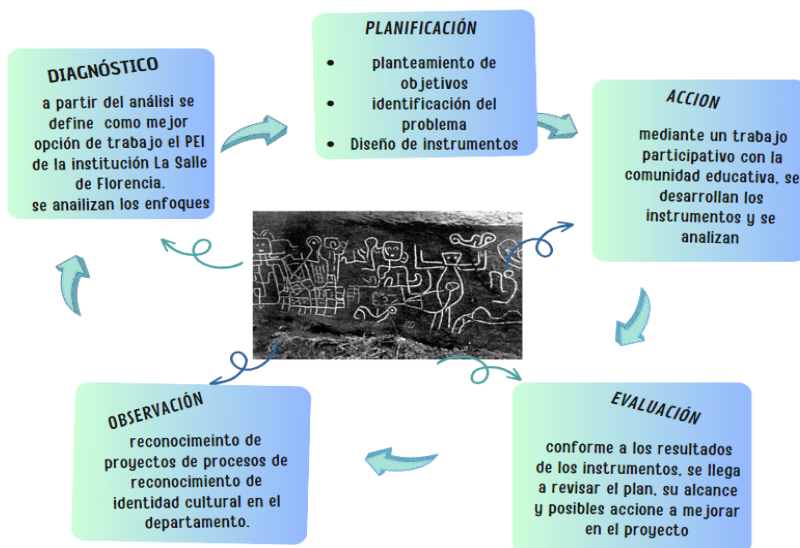 DIAGNÓSTICO
a partir del análisi se
define como mejor
opción de trabajo el PEI
de la institución La Salle
de Florencia.
se anailizan los enfoques
PLANIFICACIÓN
• planteamiento de
objetivos
• identificación del
problema
• Diseño de instrumentos
ACCION
mediante un trabajo
participativo con la
comunidad educativa, se
desarrollan los
instrumentos y se
analizan
EVALUACIÓN
conforme a los resultados
de los instrumentos, se llega
a revisar el plan, su alcance
y posibles accione a mejorar
en el proyecto
OBSERVACIÓN
reconocimeinto de
proyectos de procesos de
reconocimiento de
identidad cultural en el
departamento.